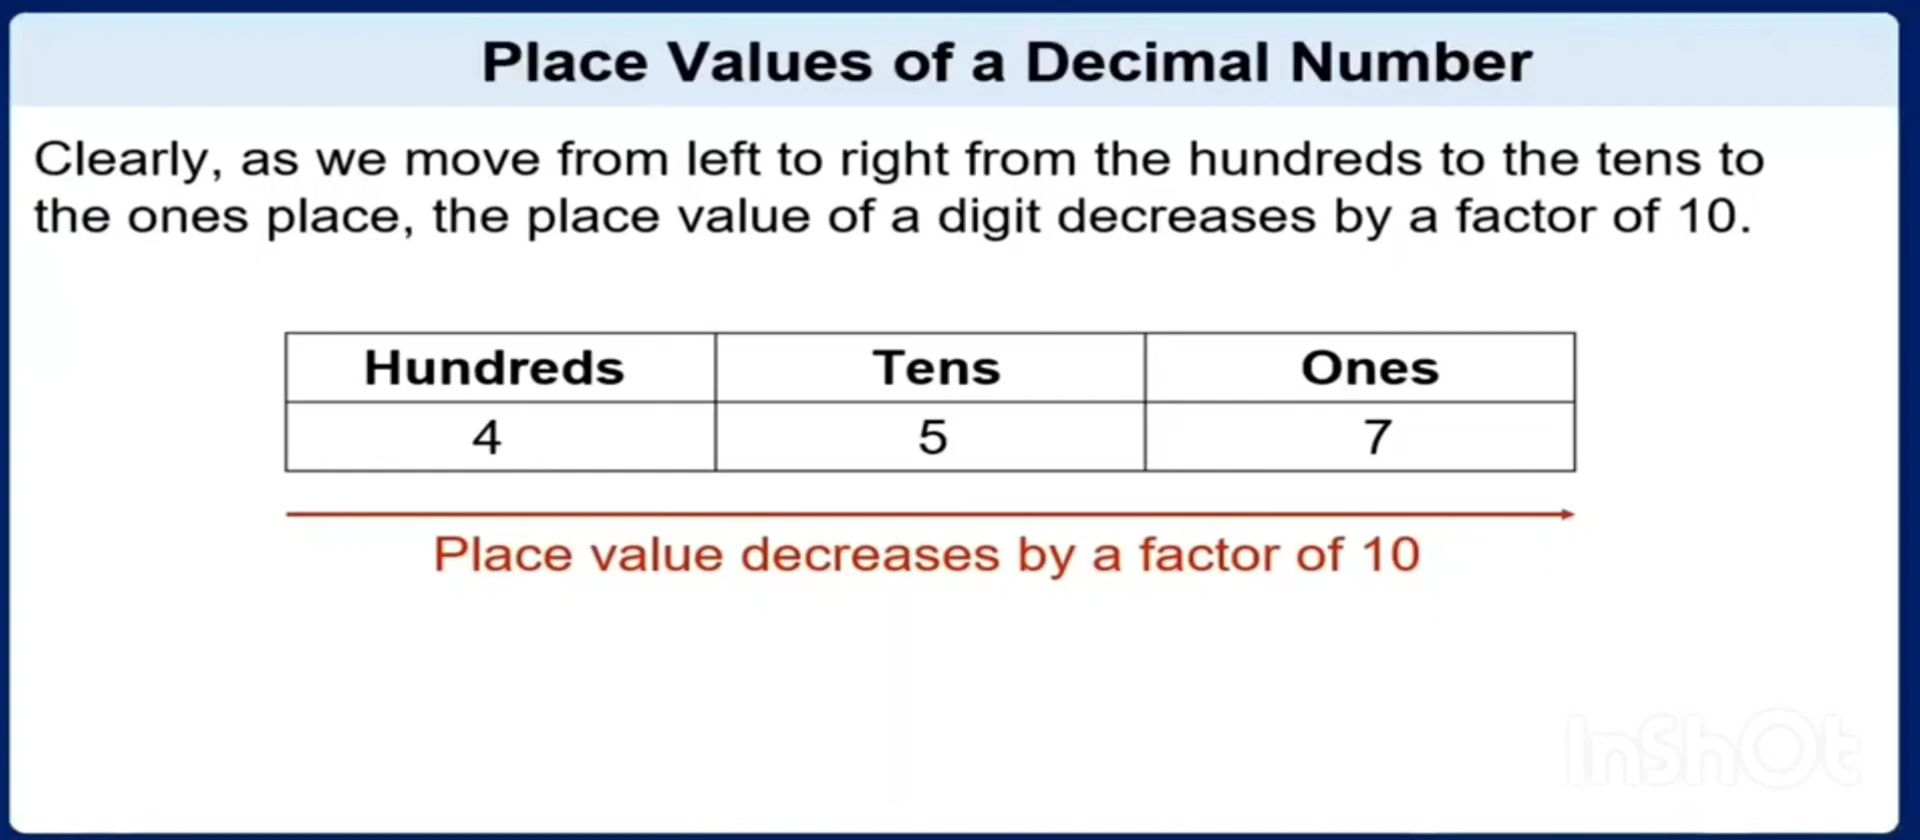 Place Values of a Decimal Number
Clearly, as we move from left to right from the hundreds to the tens to
the ones place, the place value of a digit decreases by a factor of 10.
Hundreds Tens Ones
4 5 7
Place value decreases by a factor of 10
InShOt